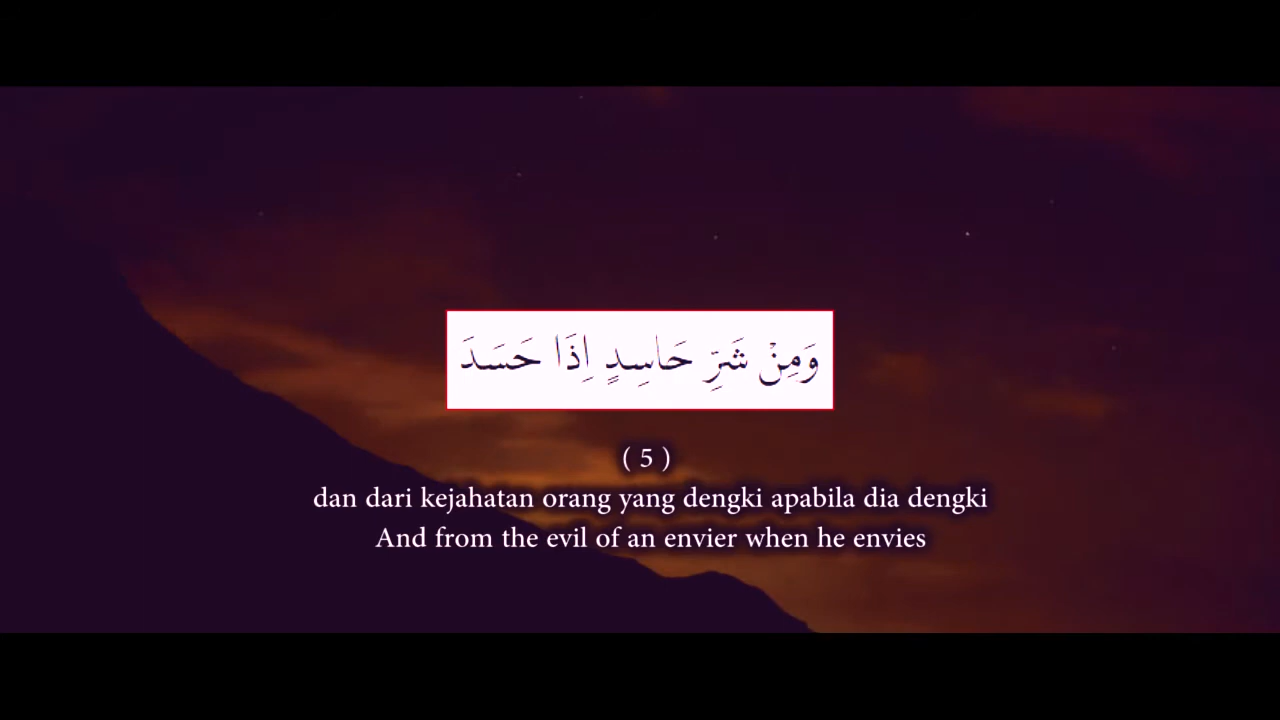 وَمِنْ شَرِّ حَاسِدٍ اِذَا حَسَدَ
( 5 )
dan dari kejahatan orang yang dengki apabila dia dengki
And from the evil of an envier when he envies